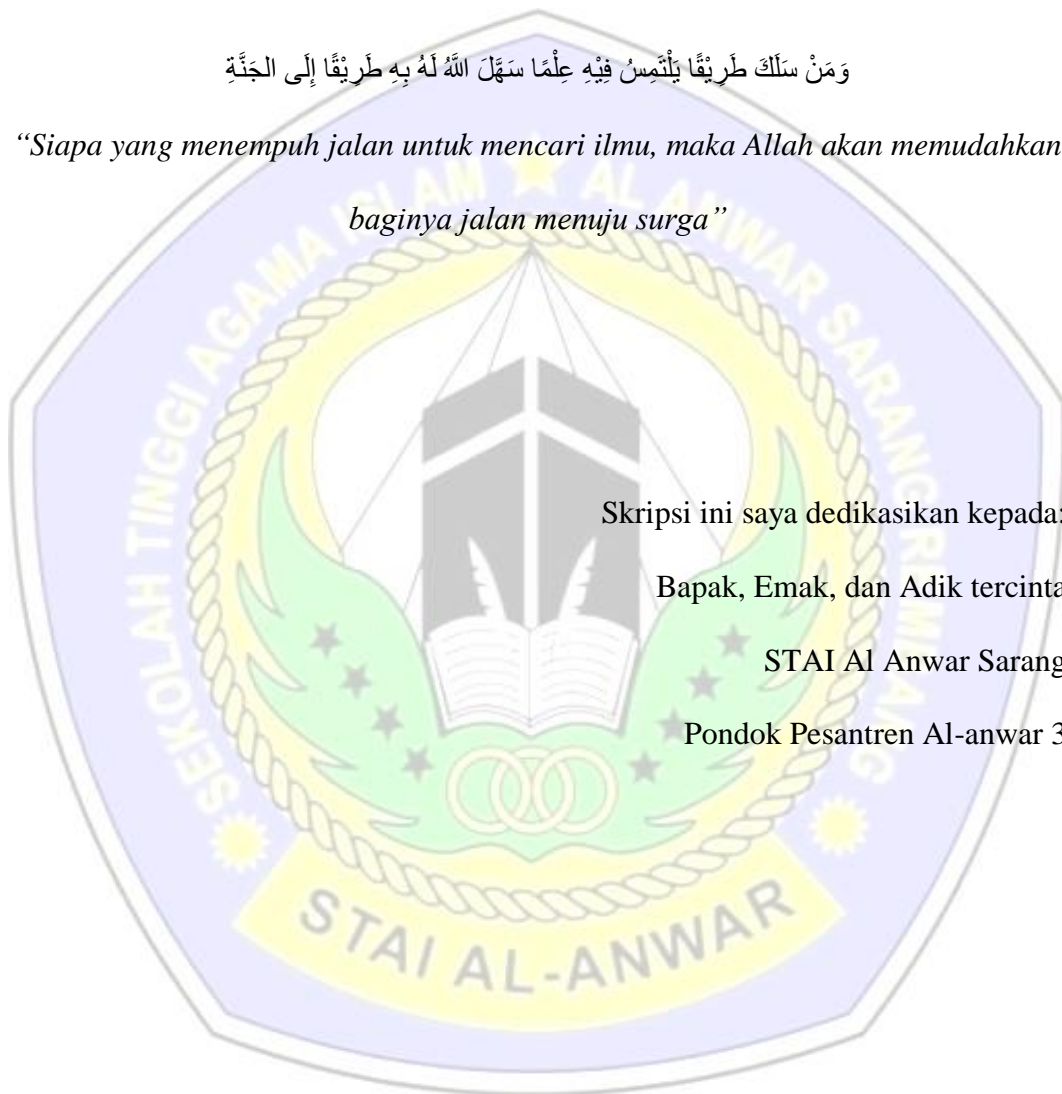 وَمَنْ سَلَكَ طَرِيْقًا يَلْتَمِسُ فِيْهِ عِلْمًا سَهَّلَ اللَّهُ لَهُ بِهِ طَرِيْقًا إِلَى الجَنَّةِ
“Siapa yang menempuh jalan untuk mencari ilmu, maka Allah akan memudahkan
baginya jalan menuju surga”
SEKOLAH TINGGI AGAMA ISLAM AL ANWAR SARANG REMBANG
Skripsi ini saya dedikasikan kepada:
Bapak, Emak, dan Adik tercinta
STAI Al Anwar Sarang
Pondok Pesantren Al-anwar 3
STAI AL-ANWAR